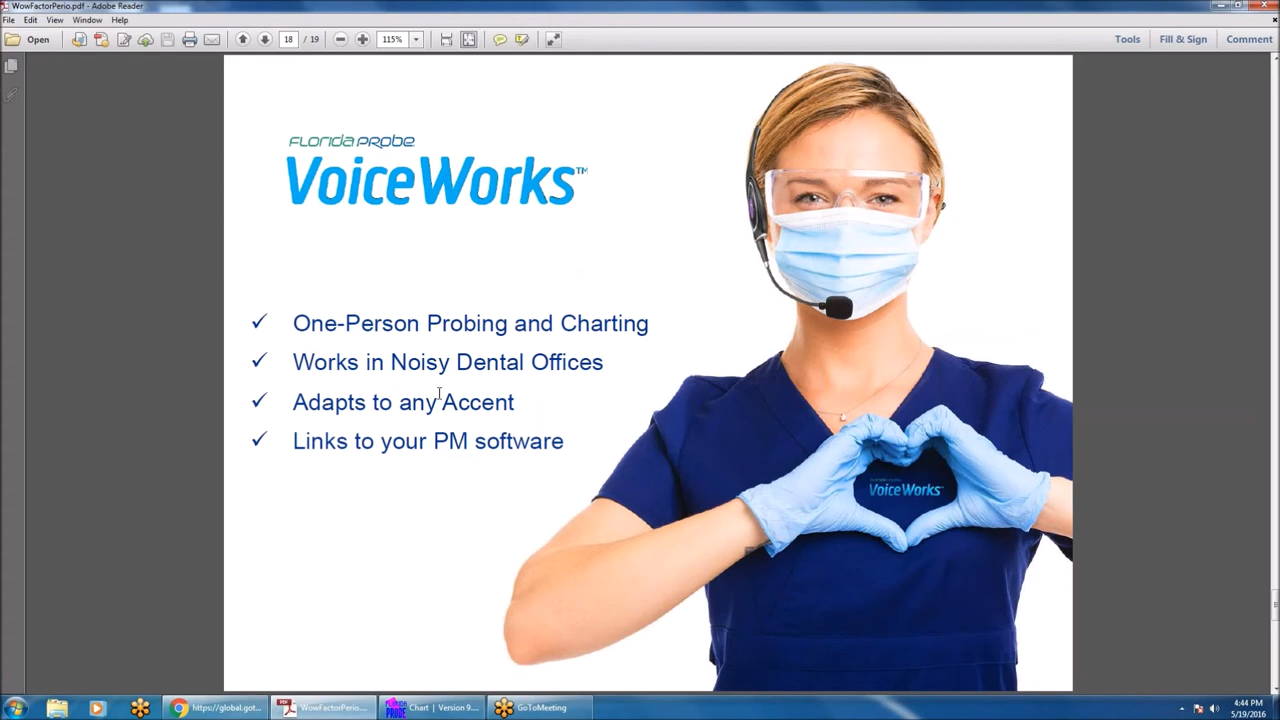 WowFactorPerio.pdf - Adobe Reader
File Edit View Window Help
Open 18 / 19 115% Tools Fill & Sign Comment
FLORIDA PROBE
VoiceWorks™
✓ One-Person Probing and Charting
✓ Works in Noisy Dental Offices
✓ Adapts to any Accent
✓ Links to your PM software
VoiceWorks
https://global.got... WowFactorPerio.... FLORIDA PROBE Chart | Version 9.... GoToMeeting
4:44 PM
5/19/2016